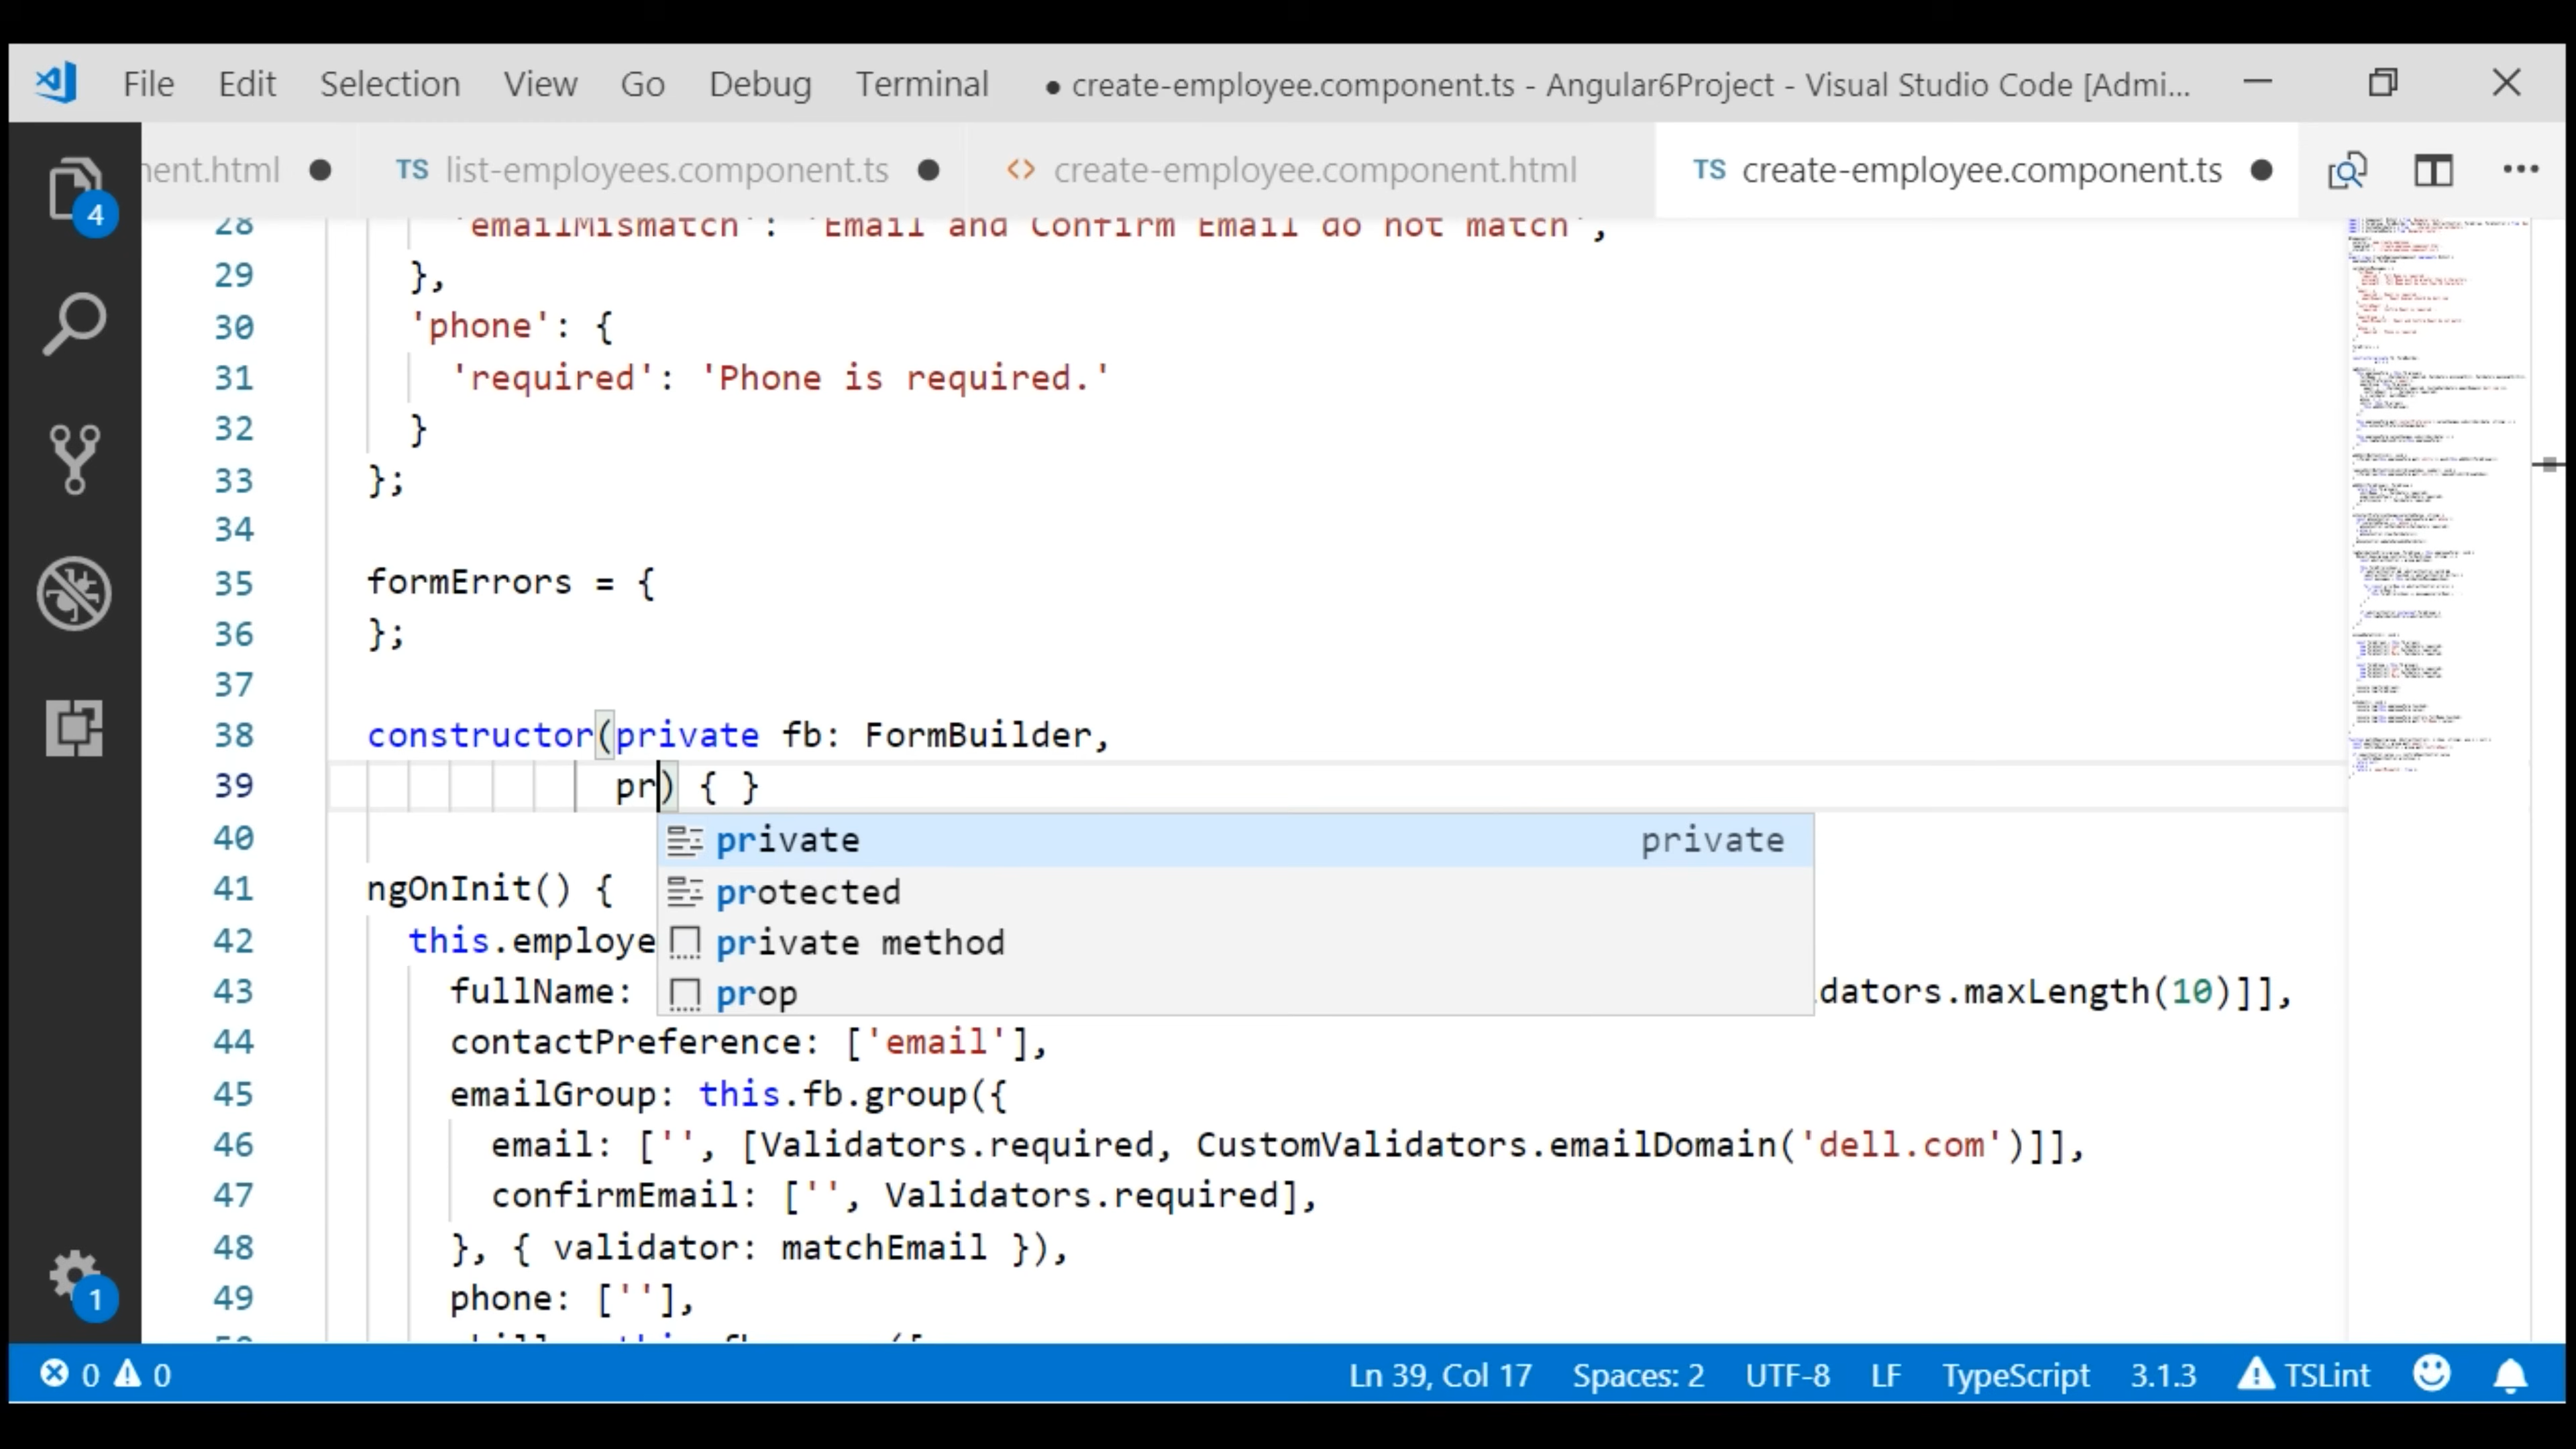 File Edit Selection View Go Debug Terminal ● create-employee.component.ts - Angular6Project - Visual Studio Code [Admi...
nent.html ● TS list-employees.component.ts ● <> create-employee.component.html TS create-employee.component.ts ●
4
28 'emailMismatch': 'Email and Confirm Email do not match',
29 },
30 'phone': {
31 'required': 'Phone is required.'
32 }
33 };
34
35 formErrors = {
36 };
37
38 constructor(private fb: FormBuilder,
39 pr) { }
private private
protected
private method
prop
40
41 ngOnInit() {
42 this.employe
43 fullName: dators.maxLength(10)]],
44 contactPreference: ['email'],
45 emailGroup: this.fb.group({
46 email: ['', [Validators.required, CustomValidators.emailDomain('dell.com')]],
47 confirmEmail: ['', Validators.required],
48 }, { validator: matchEmail }),
49 phone: [''],
1
0 0 Ln 39, Col 17 Spaces: 2 UTF-8 LF TypeScript 3.1.3 TSLint